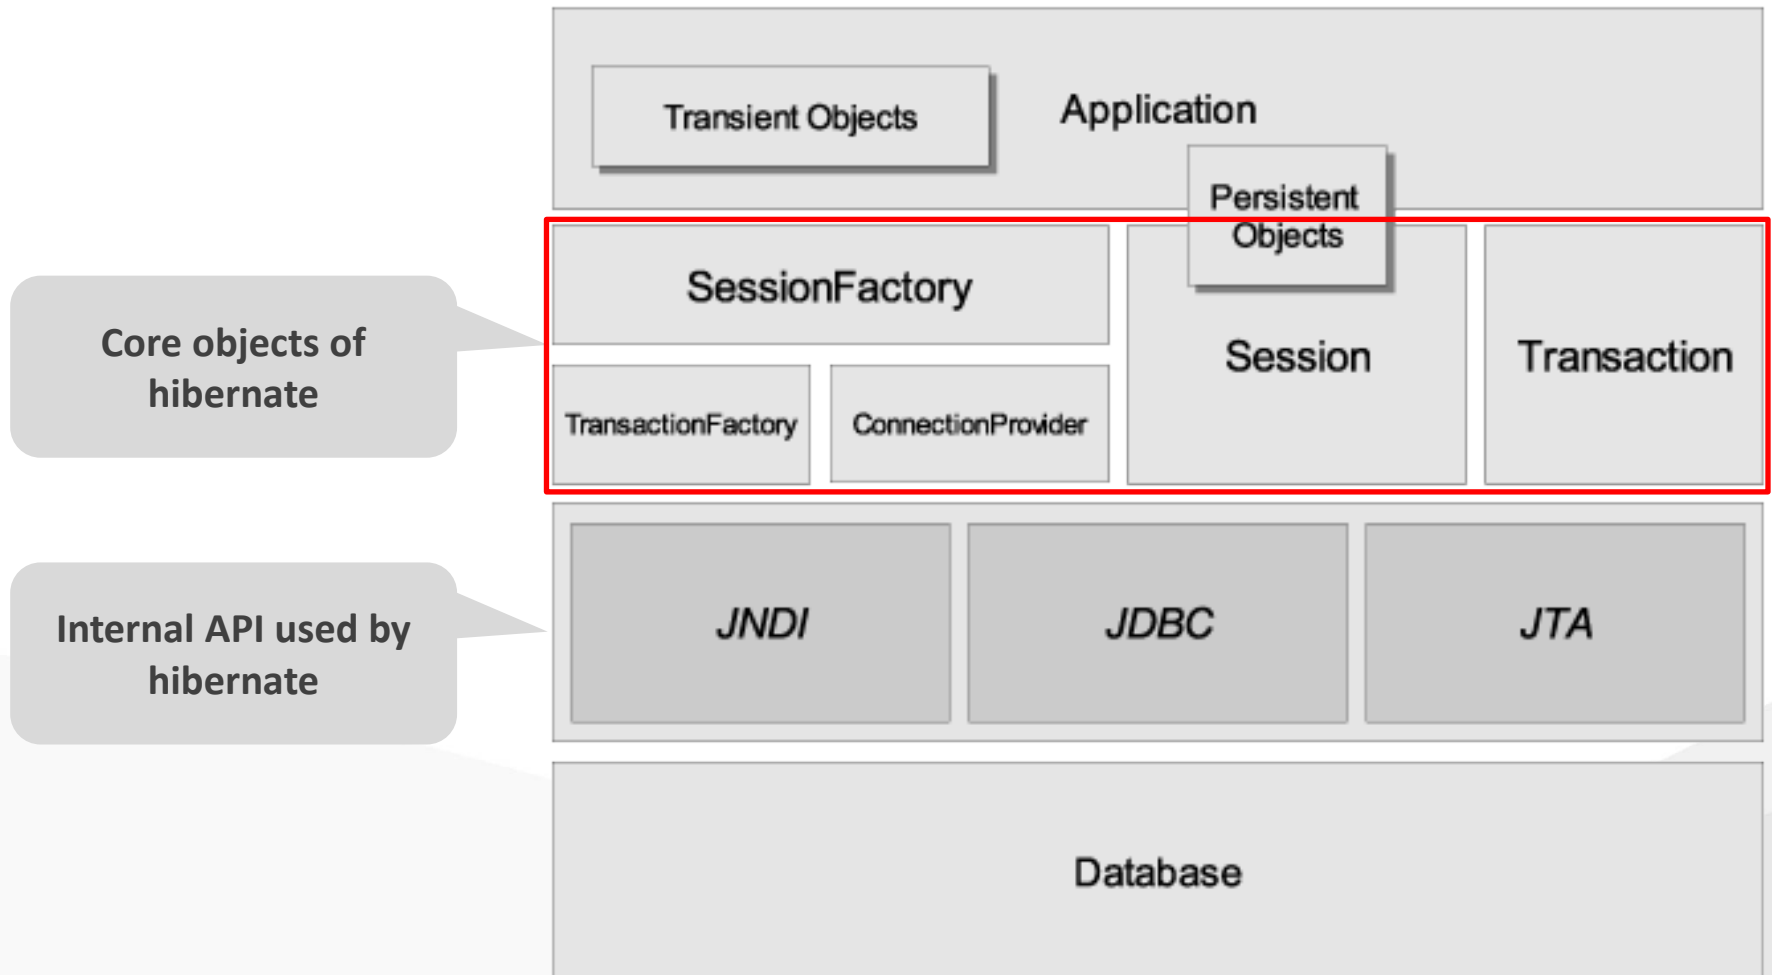 Transient Objects
Application
Persistent
Objects
Core objects of
hibernate
SessionFactory
Session
Transaction
TransactionFactory
ConnectionProvider
Internal API used by
hibernate
JNDI
JDBC
JTA
Database